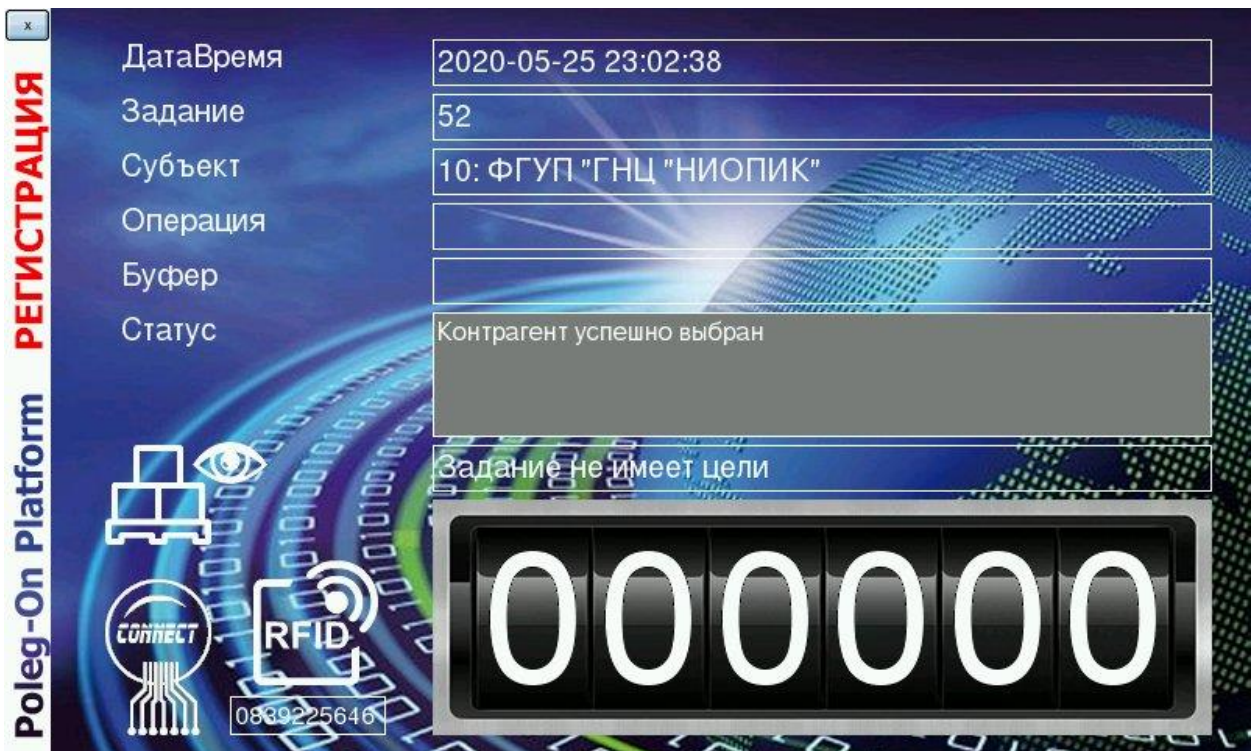 x
Poleg-On Platform РЕГИСТРАЦИЯ
ДатаВремя 2020-05-25 23:02:38
Задание 52
Субъект 10: ФГУП "ГНЦ "НИОПИК"
Операция
Буфер
Статус Контрагент успешно выбран
Задание не имеет цели
000000
CONNECT
RFID
0839225646